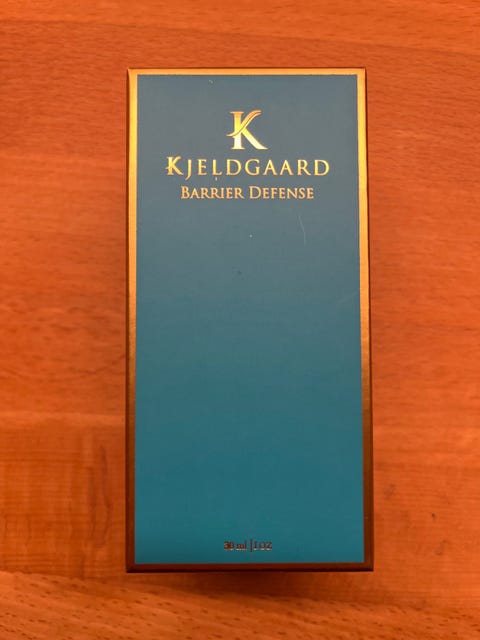 K
KJELDGAARD
BARRIER DEFENSE
30 ml | 1 OZ